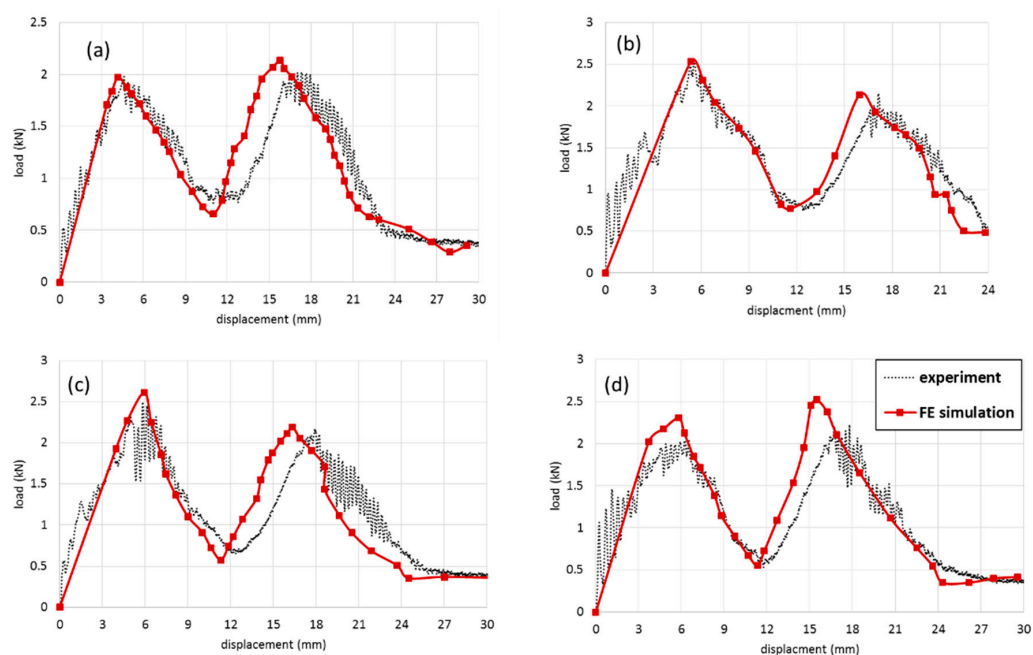 (a)
2.5
2
1.5
1
0.5
0
load (kN)
0 3 6 9 12 15 18 21 24 27 30
displacement (mm)
(b)
3
2.5
2
1.5
1
0.5
0
load (kN)
0 3 6 9 12 15 18 21 24
displacment (mm)
(c)
3
2.5
2
1.5
1
0.5
0
load (kN)
0 3 6 9 12 15 18 21 24 27 30
displacement (mm)
(d)
3
2.5
2
1.5
1
0.5
0
load (kN)
0 3 6 9 12 15 18 21 24 27 30
displacment (mm)
experiment
FE simulation